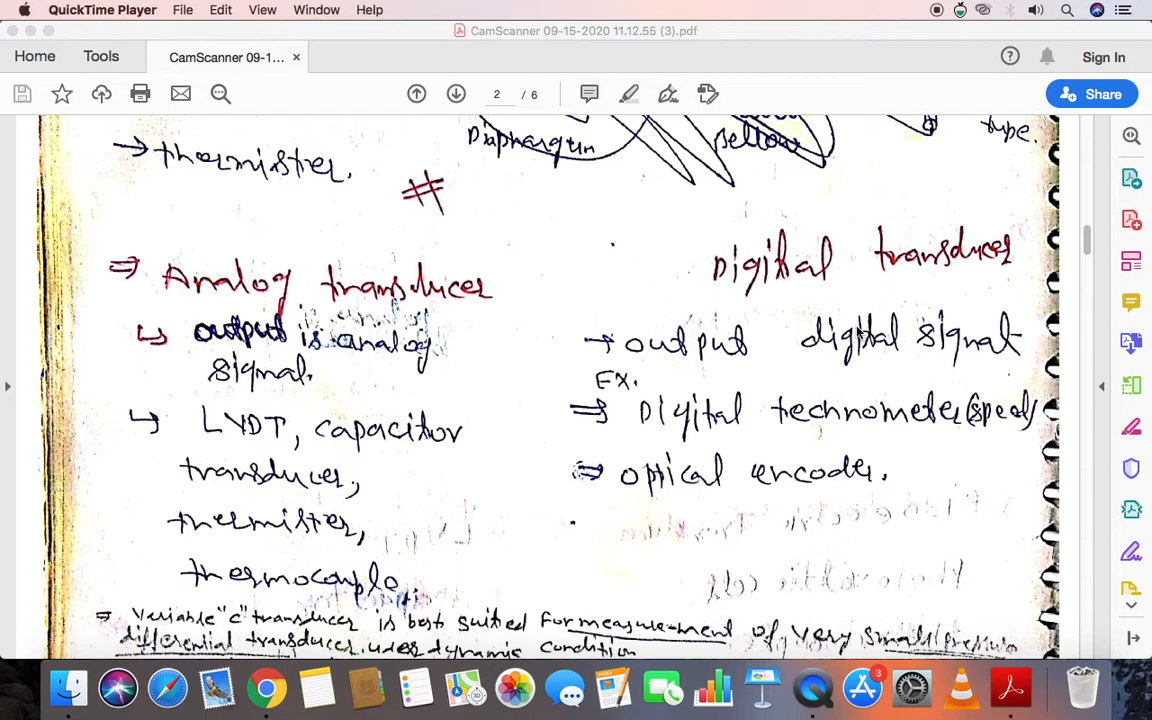 QuickTime Player File Edit View Window Help
CamScanner 09-15-2020 11.12.55 (3).pdf
Home Tools CamScanner 09-1... × Sign In
2 / 6 Share
→ thermister.
Diaphargum
Bellow
type.
#
⇒ Analog transducer
↳ output is analog
signal.
↳ LVDT, capacitor
transducer,
thermister,
thermocouple.
Digital transducer
→ output digital signal
Ex.
⇒ Digital technometer (speed)
⇒ optical encoder.
⇒ Variable "c" transducer is best suited for measurement of very small
differential transducer under dynamic condition
3